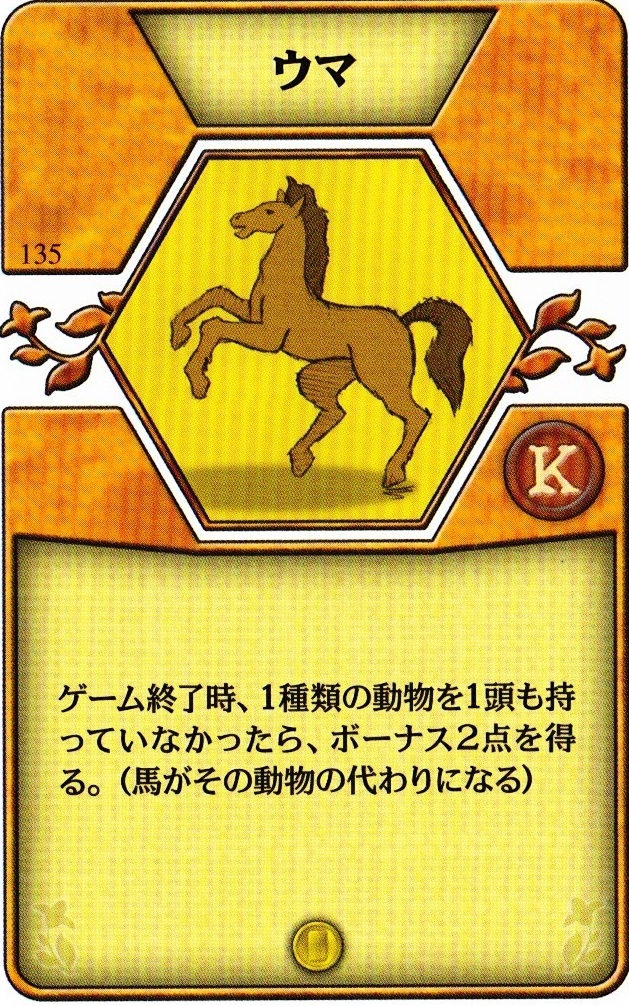 ウマ
135
K
ゲーム終了時、1種類の動物を1頭も持
っていなかったら、ボーナス2点を得
る。(馬がその動物の代わりになる)